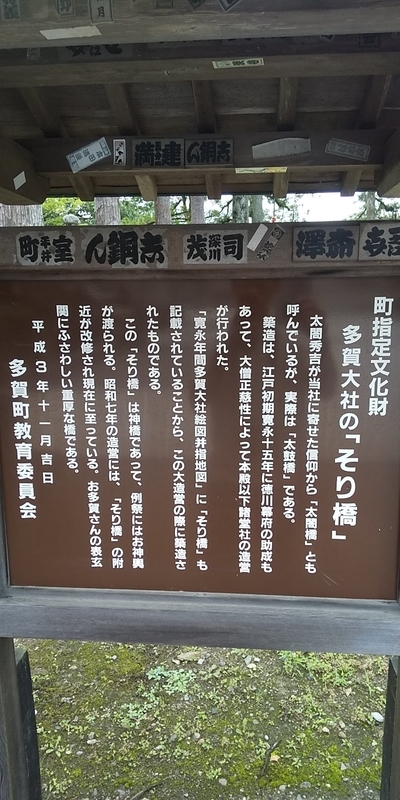 町指定文化財
多賀大社の「そり橋」
太閤秀吉が当社に寄せた信仰から「太閤橋」とも
呼んでいるが、実際は「太鼓橋」である。
築造は、江戸初期寛永十五年に徳川幕府の助成も
あって、大僧正慈性によって本殿以下諸堂社の造営
が行われた。
「寛永年間多賀大社絵図并指地図」に「そり橋」も
記載されていることから、この大造営の際に築造さ
れたものである。
この「そり橋」は神橋であって、例祭にはお神輿
が渡られる。昭和七年の造営には、「そり橋」の附
近が改修され現在に至っている。お多賀さんの表玄
関にふさわしい重厚な橋である。
平成3年十一月吉日
多賀町教育委員会
深川